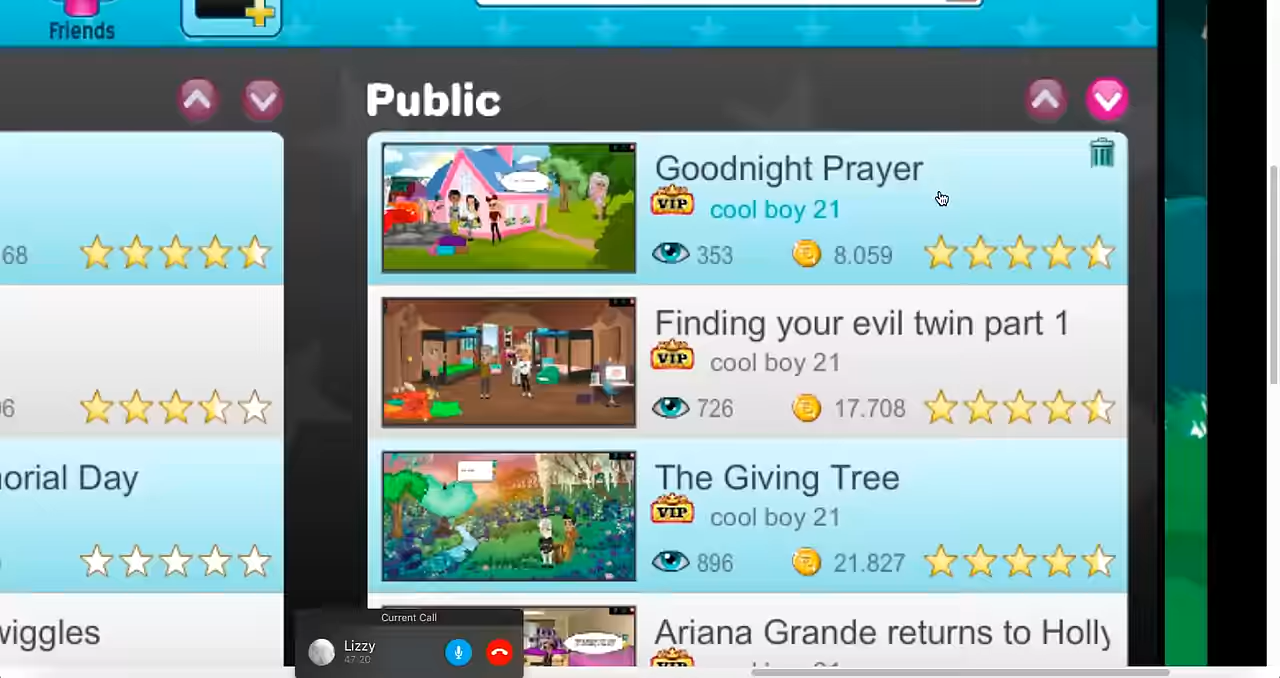 Friends
Public
Goodnight Prayer
VIP cool boy 21
353 8.059
68
Finding your evil twin part 1
VIP cool boy 21
726 17.708
The Giving Tree
orial Day
VIP cool boy 21
896 21.827
Ariana Grande returns to Holly
wiggles
Current Call
Lizzy
47:20